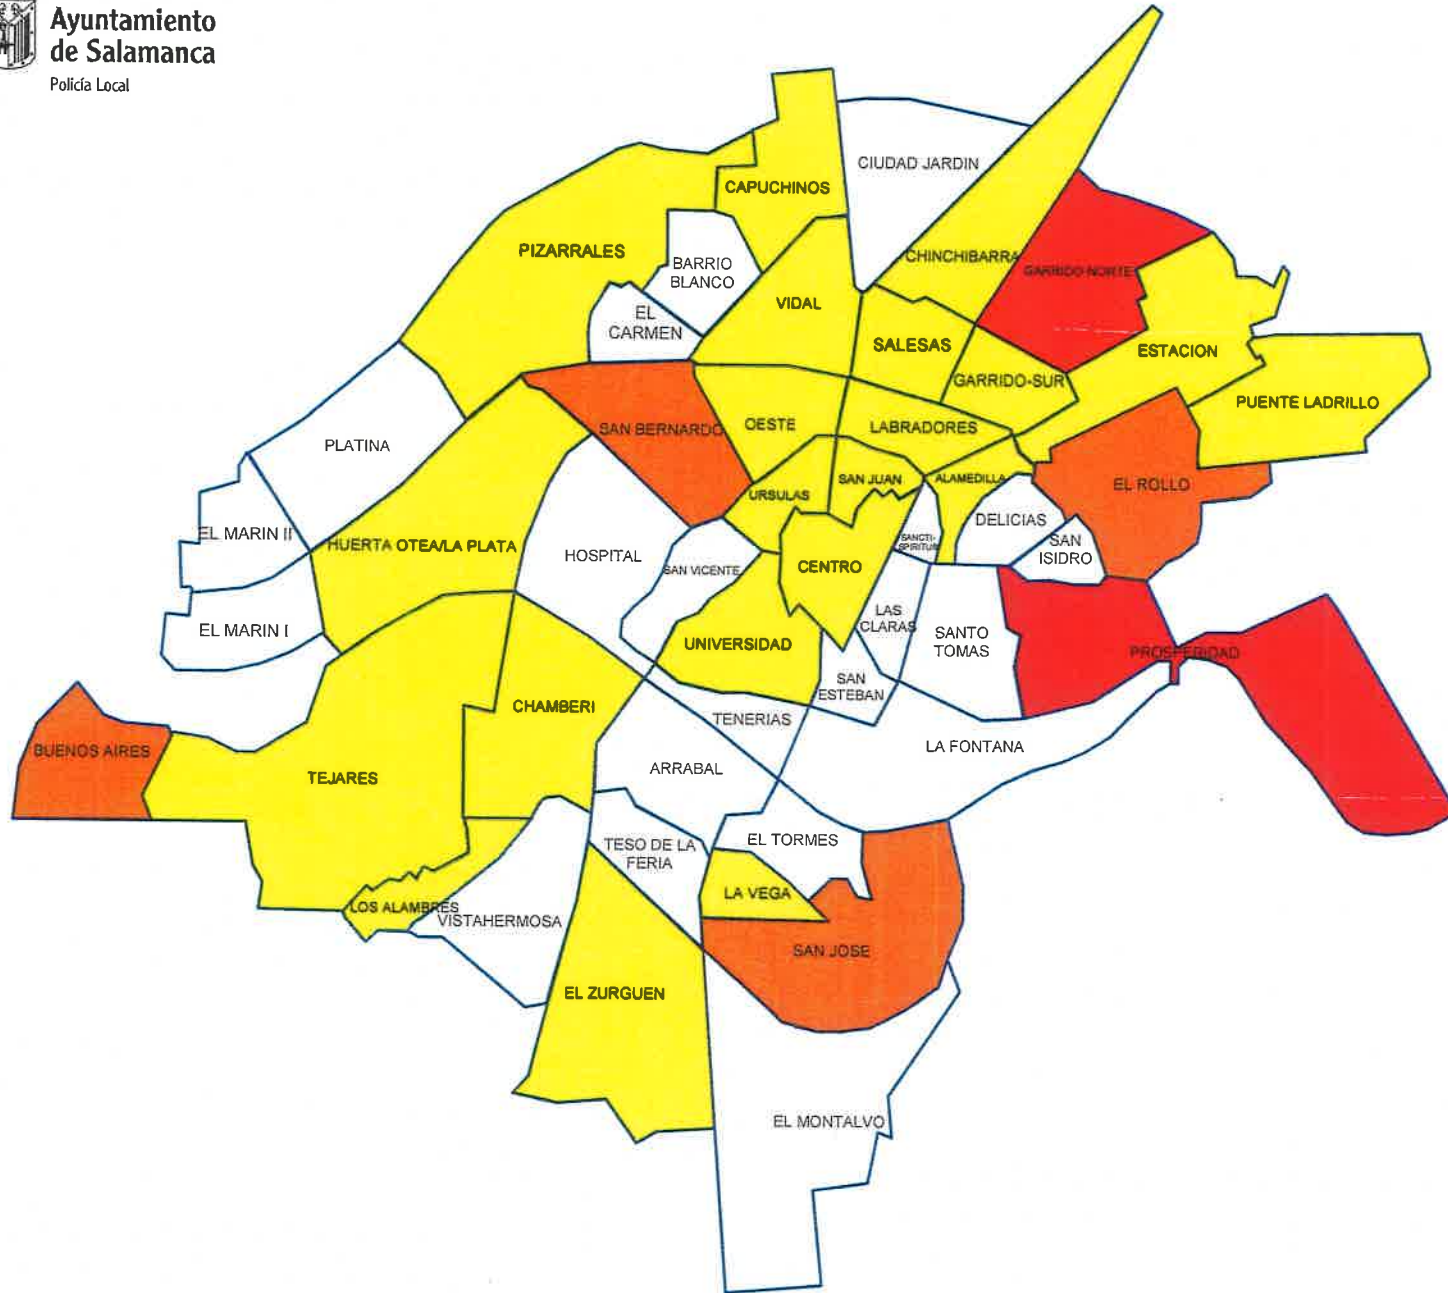 Ayuntamiento
de Salamanca
Policía Local
CIUDAD JARDIN
CAPUCHINOS
PIZARRALES
CHINCHIBARRA
BARRIO
BLANCO
GARRIDO NORTE
VIDAL
EL
CARMEN
SALESAS
ESTACION
GARRIDO-SUR
PUENTE LADRILLO
OESTE
SAN BERNARDO
LABRADORES
PLATINA
SAN JUAN
ALAMEDILLA
EL ROLLO
URSULAS
DELICIAS
EL MARIN II
SANCTI-
SPIRITUS
SAN
ISIDRO
HUERTA OTEA/LA PLATA
HOSPITAL
SAN VICENTE
CENTRO
LAS
CLARAS
EL MARIN I
SANTO
TOMAS
UNIVERSIDAD
PROSPERIDAD
SAN
ESTEBAN
CHAMBERI
TENERIAS
LA FONTANA
BUENOS AIRES
ARRABAL
TEJARES
EL TORMES
TESO DE LA
FERIA
LA VEGA
LOS ALAMBRES
VISTAHERMOSA
SAN JOSE
EL ZURGUEN
EL MONTALVO